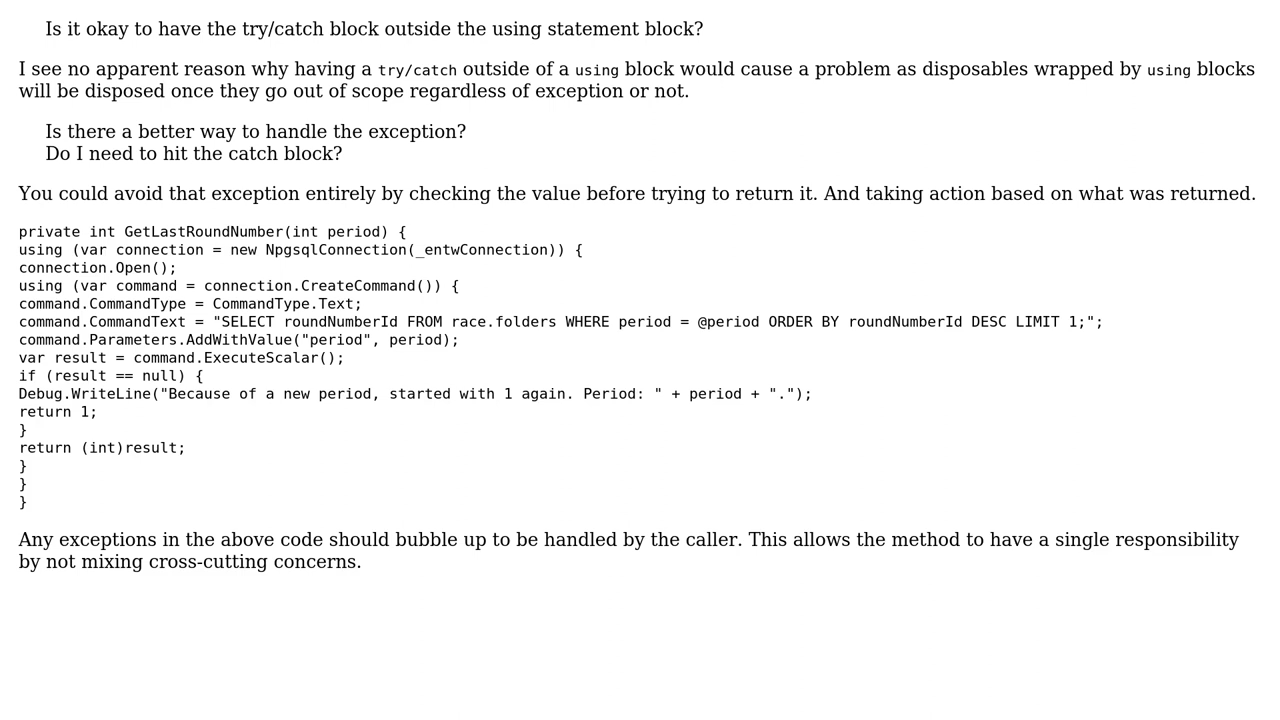 Is it okay to have the try/catch block outside the using statement block?
I see no apparent reason why having a try/catch outside of a using block would cause a problem as disposables wrapped by using blocks
will be disposed once they go out of scope regardless of exception or not.
Is there a better way to handle the exception?
Do I need to hit the catch block?
You could avoid that exception entirely by checking the value before trying to return it. And taking action based on what was returned.
private int GetLastRoundNumber(int period) {
using (var connection = new NpgsqlConnection(_entwConnection)) {
connection.Open();
using (var command = connection.CreateCommand()) {
command.CommandType = CommandType.Text;
command.CommandText = "SELECT roundNumberId FROM race.folders WHERE period = @period ORDER BY roundNumberId DESC LIMIT 1;";
command.Parameters.AddWithValue("period", period);
var result = command.ExecuteScalar();
if (result == null) {
Debug.WriteLine("Because of a new period, started with 1 again. Period: " + period + ".");
return 1;
}
return (int)result;
}
}
}
Any exceptions in the above code should bubble up to be handled by the caller. This allows the method to have a single responsibility
by not mixing cross-cutting concerns.